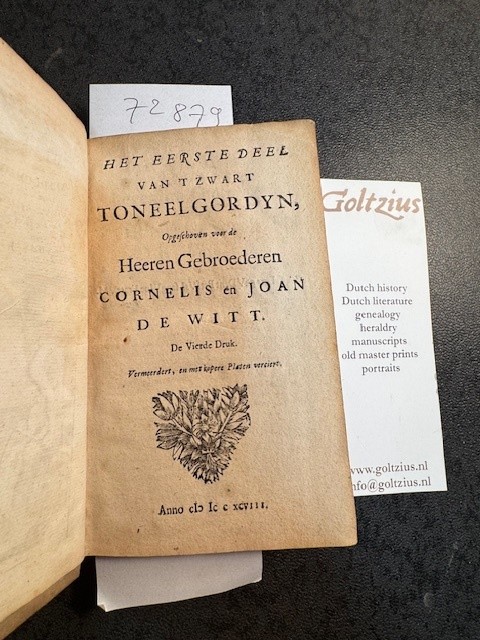 72879
HET EERSTE DEEL
VAN T ZWART
TONEELGORDYN,
Opgeschoven voor de
Heeren Gebroederen
CORNELIS en JOAN
DE WITT.
De Vierde Druk.
Vermeerdert, en met kopere Platen verciert.
Anno cIɔ Ic c xcviii.
Goltzius
Dutch history
Dutch literature
genealogy
heraldry
manuscripts
old master prints
portraits
www.goltzius.nl
info@goltzius.nl